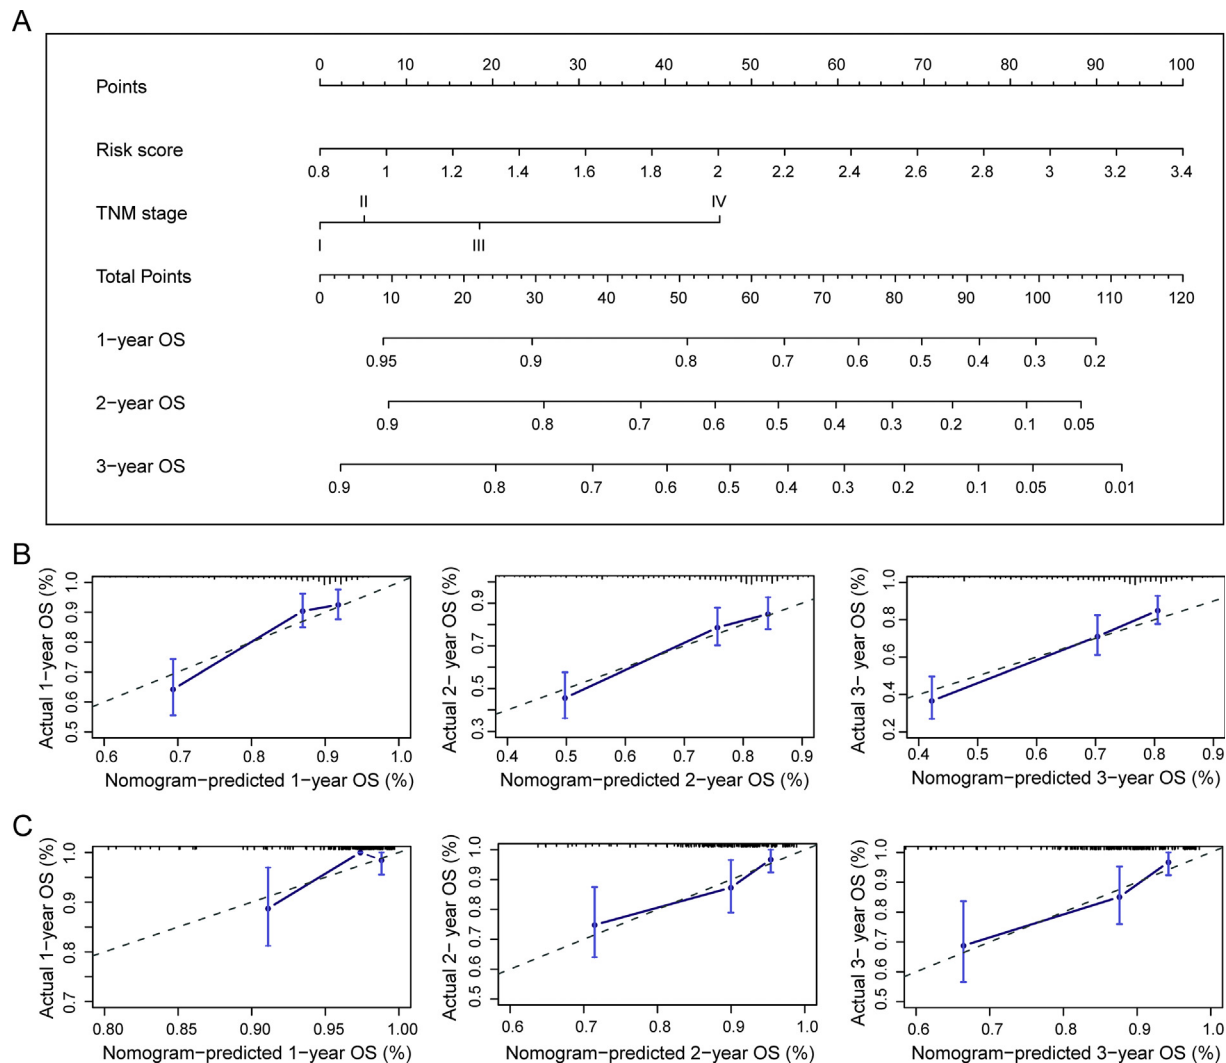 A
Points
0 10 20 30 40 50 60 70 80 90 100
Risk score
0.8 1 1.2 1.4 1.6 1.8 2 2.2 2.4 2.6 2.8 3 3.2 3.4
TNM stage
II IV
I III
Total Points
0 10 20 30 40 50 60 70 80 90 100 110 120
1−year OS
0.95 0.9 0.8 0.7 0.6 0.5 0.4 0.3 0.2
2−year OS
0.9 0.8 0.7 0.6 0.5 0.4 0.3 0.2 0.1 0.05
3−year OS
0.9 0.8 0.7 0.6 0.5 0.4 0.3 0.2 0.1 0.05 0.01
B
Actual 1−year OS (%)
0.5 0.6 0.7 0.8 0.9 1.0
0.6 0.7 0.8 0.9 1.0
Nomogram−predicted 1−year OS (%)
Actual 2− year OS (%)
0.3 0.5 0.7 0.9
0.4 0.5 0.6 0.7 0.8 0.9
Nomogram−predicted 2−year OS (%)
Actual 3− year OS (%)
0.2 0.4 0.6 0.8 1.0
0.4 0.5 0.6 0.7 0.8 0.9
Nomogram−predicted 3−year OS (%)
C
Actual 1−year OS (%)
0.7 0.8 0.9 1.0
0.80 0.85 0.90 0.95 1.00
Nomogram−predicted 1−year OS (%)
Actual 2− year OS (%)
0.5 0.6 0.7 0.8 0.9 1.0
0.6 0.7 0.8 0.9 1.0
Nomogram−predicted 2−year OS (%)
Actual 3− year OS (%)
0.5 0.6 0.7 0.8 0.9 1.0
0.6 0.7 0.8 0.9 1.0
Nomogram−predicted 3−year OS (%)